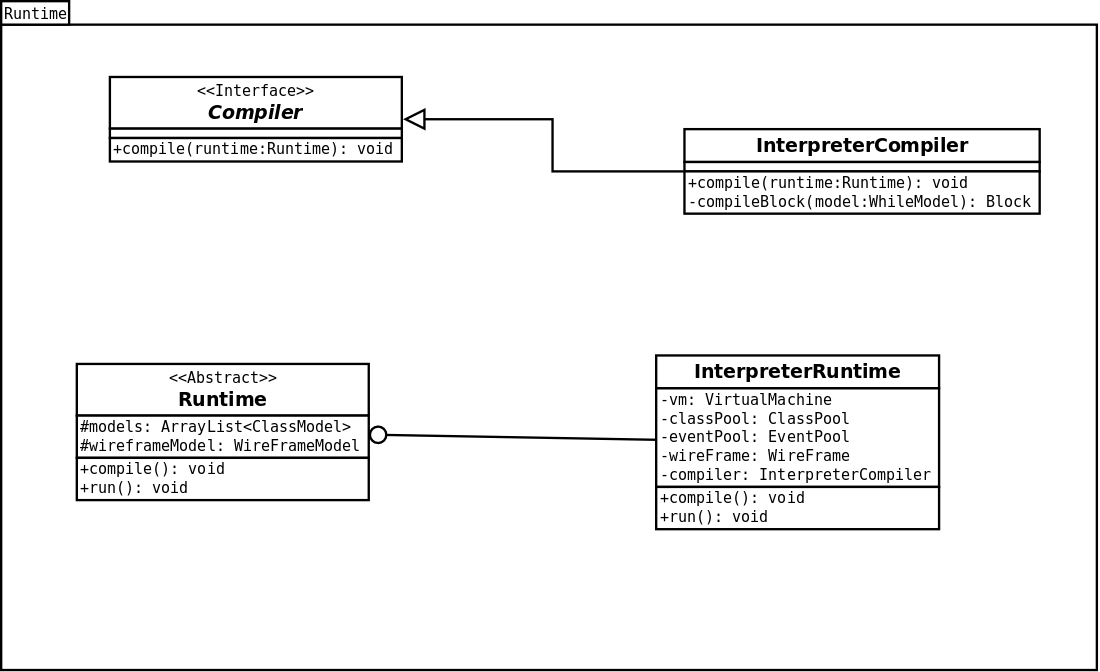 Runtime
<<Interface>>
Compiler
+compile(runtime:Runtime): void
InterpreterCompiler
+compile(runtime:Runtime): void
-compileBlock(model:WhileModel): Block
<<Abstract>>
Runtime
#models: ArrayList<ClassModel>
#wireframeModel: WireFrameModel
+compile(): void
+run(): void
InterpreterRuntime
-vm: VirtualMachine
-classPool: ClassPool
-eventPool: EventPool
-wireFrame: WireFrame
-compiler: InterpreterCompiler
+compile(): void
+run(): void